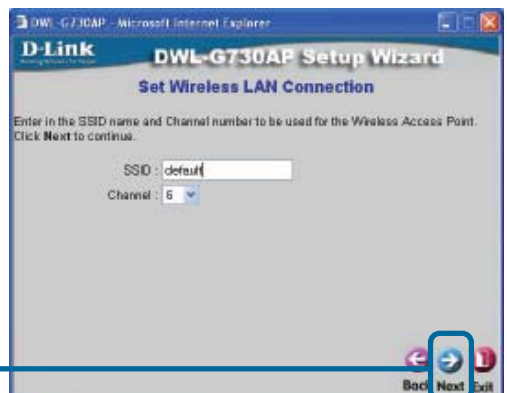 DWL-G730AP - Microsoft Internet Explorer
D-Link
DWL-G730AP Setup Wizard
Set Wireless LAN Connection
Enter in the SSID name and Channel number to be used for the Wireless Access Point.
Click Next to continue.
SSID : default
Channel : 6
Back Next Exit